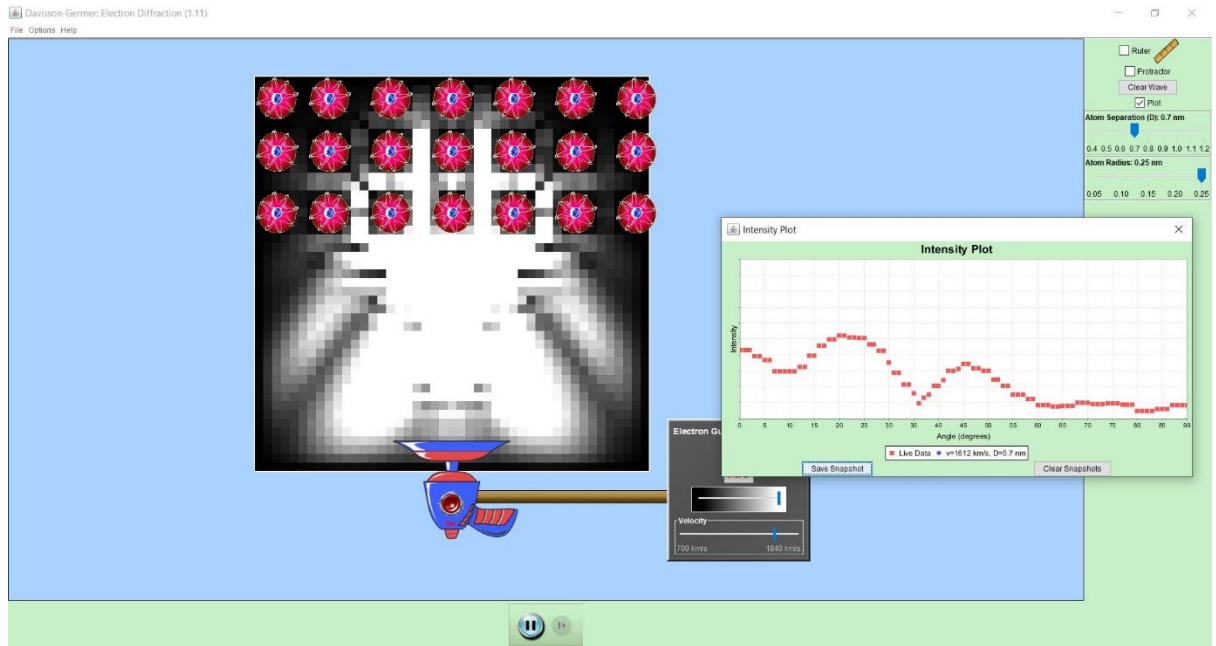 Davisson-Germer: Electron Diffraction (1.11)
File Options Help
Ruler
Protractor
Clear Wave
Plot
Atom Separation (D): 0.7 nm
0.4 0.5 0.6 0.7 0.8 0.9 1.0 1.1 1.2
Atom Radius: 0.25 nm
0.05 0.10 0.15 0.20 0.25
Intensity Plot
Intensity Plot
Intensity
0 5 10 15 20 25 30 35 40 45 50 55 60 65 70 75 80 85 90
Angle (degrees)
Live Data v=1612 km/s, D=0.7 nm
Save Snapshot Clear Snapshots
Electron Gu
Velocity
700 km/s 1840 km/s